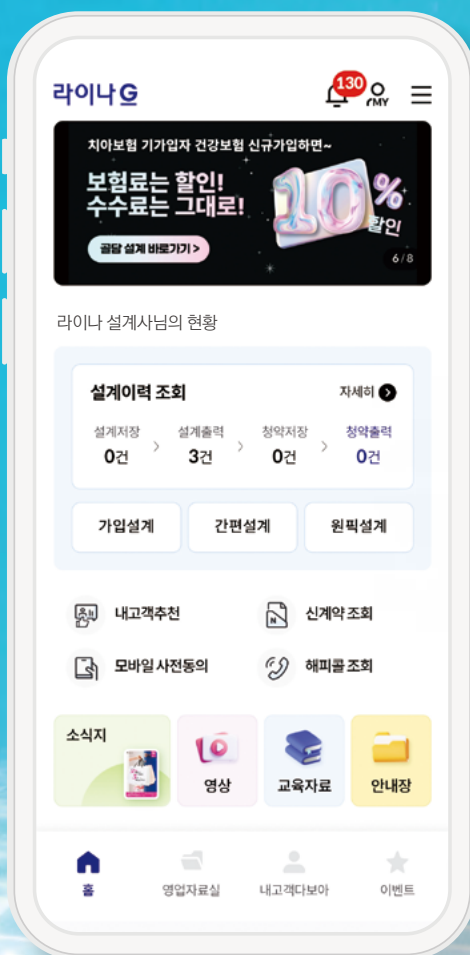 라이나 G
130
MY
치아보험 기가입자 건강보험 신규가입하면~
보험료는 할인!
수수료는 그대로!
10%
할인
골담 설계 바로가기 >
6/8
라이나 설계사님의 현황
설계이력 조회
자세히
설계저장 > 설계출력 > 청약저장 > 청약출력
0건 3건 0건 0건
가입설계 간편설계 원픽설계
내고객추천 신계약 조회
모바일 사전동의 해피콜 조회
소식지
영상 교육자료 안내장
홈 영업자료실 내고객다보아 이벤트